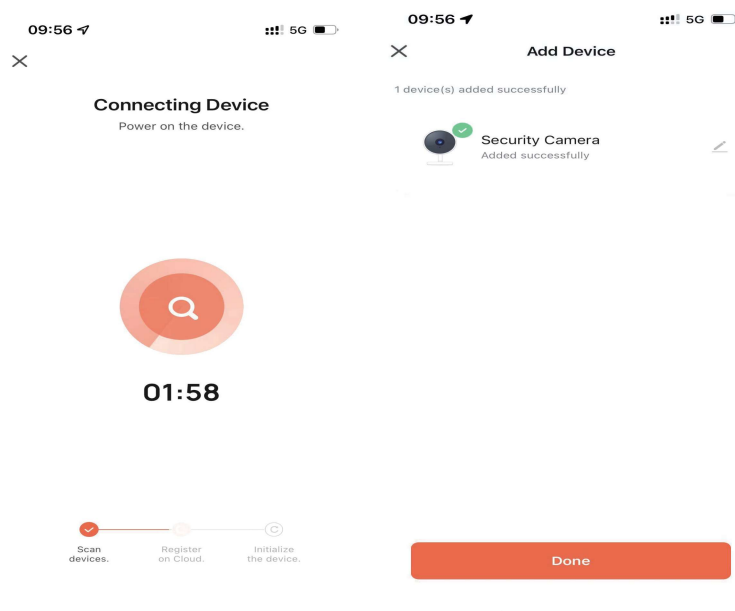 09:56
5G
Connecting Device
Power on the device.
01:58
Scan
devices.
Register
on Cloud.
Initialize
the device.
09:56
5G
Add Device
1 device(s) added successfully
Security Camera
Added successfully
Done